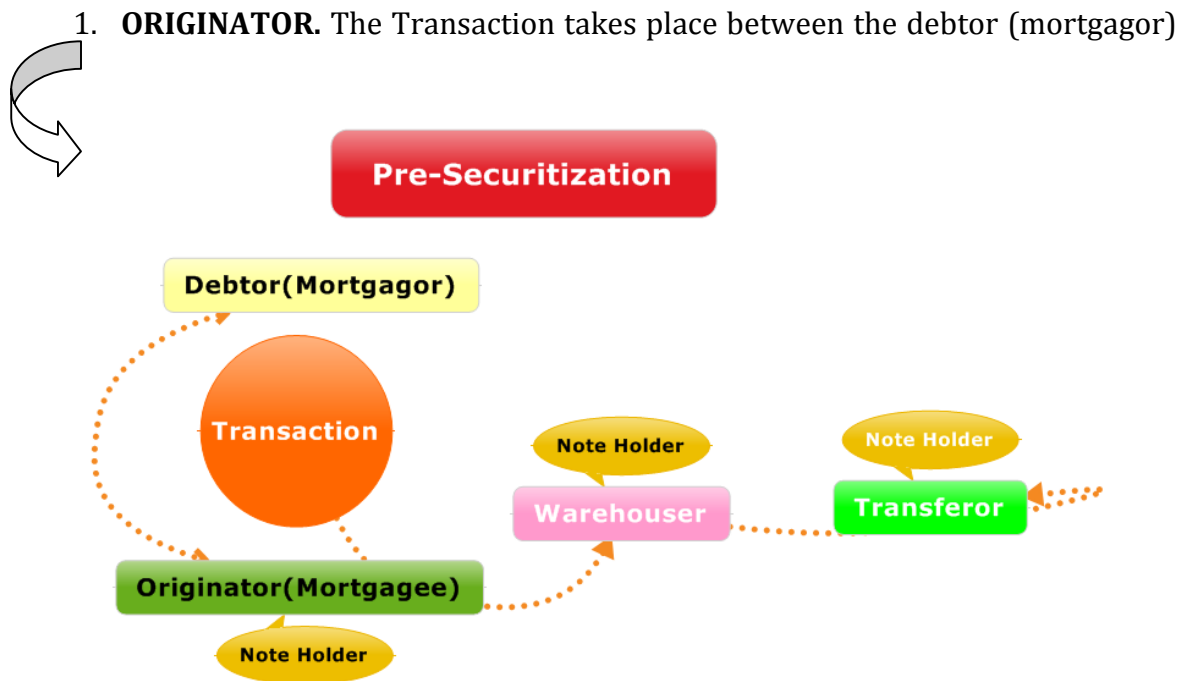 1. ORIGINATOR. The Transaction takes place between the debtor (mortgagor)
Pre-Securitization
Debtor(Mortgagor)
Transaction
Note Holder
Note Holder
Warehouser
Transferor
Originator(Mortgagee)
Note Holder